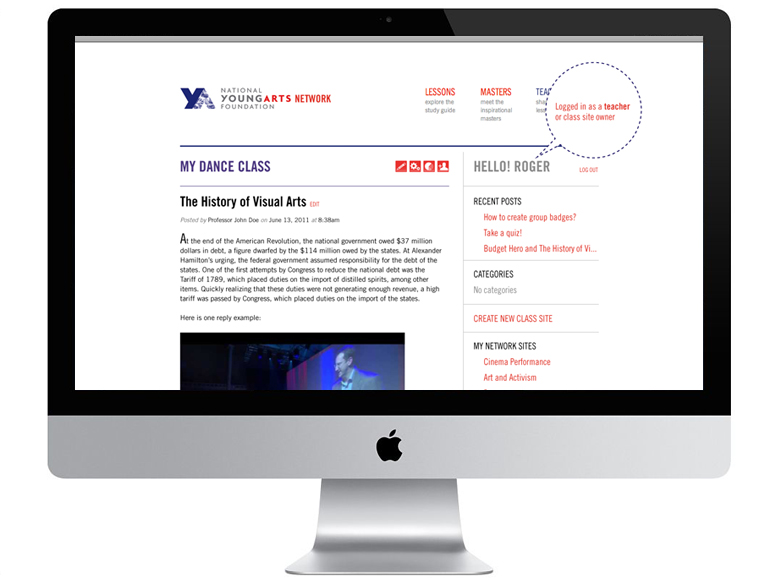 NATIONAL
YOUNGARTS NETWORK
FOUNDATION
LESSONS
explore the
study guide
MASTERS
meet the
inspirational
masters
Logged in as a teacher
or class site owner
MY DANCE CLASS
HELLO! ROGER
LOG OUT
The History of Visual Arts EDIT
Posted by Professor John Doe on June 13, 2011 at 8:38am
At the end of the American Revolution, the national government owed $37 million
dollars in debt, a figure dwarfed by the $114 million owed by the states. At Alexander
Hamilton's urging, the federal government assumed responsibility for the debt of the
states. One of the first attempts by Congress to reduce the national debt was the
Tariff of 1789, which placed duties on the import of distilled spirits, among other
items. Quickly realizing that these duties were not generating enough revenue, a high
tariff was passed by Congress, which placed duties on the import of the states.
Here is one reply example:
RECENT POSTS
How to create group badges?
Take a quiz!
Budget Hero and The History of Vi...
CATEGORIES
No categories
CREATE NEW CLASS SITE
MY NETWORK SITES
Cinema Performance
Art and Activism